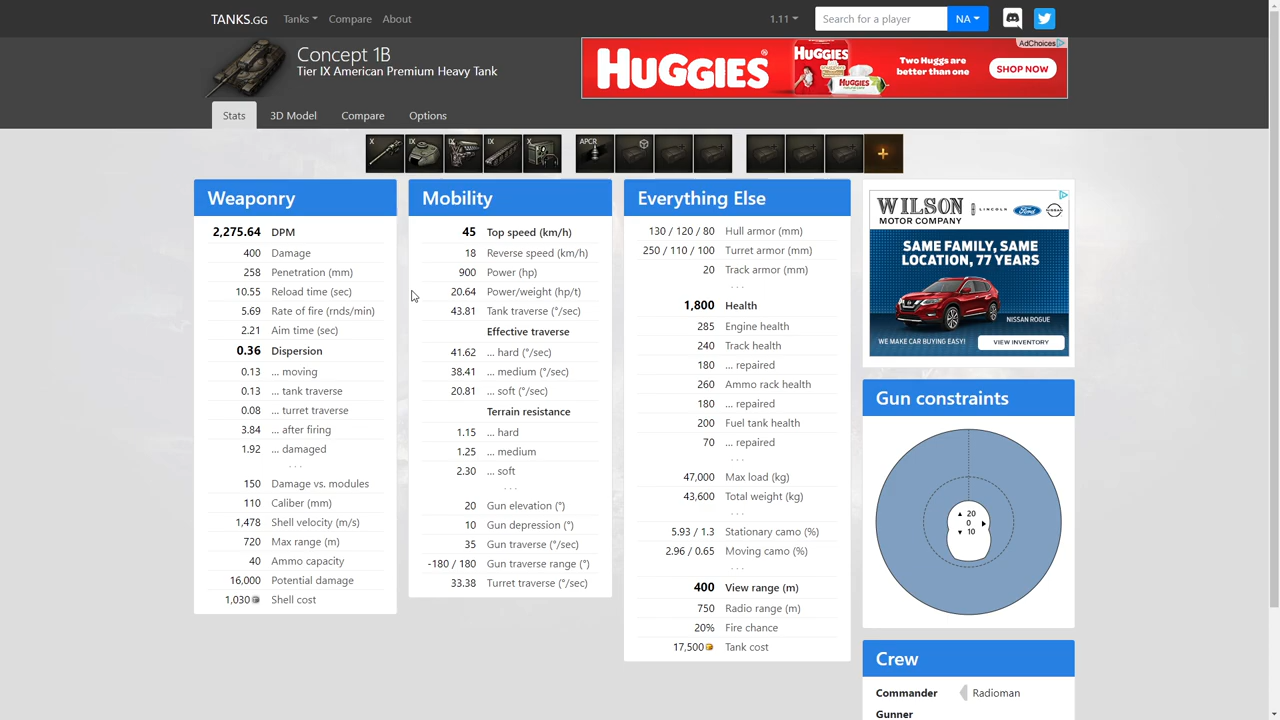 TANKS.GG Tanks Compare About 1.11 Search for a player NA
Concept 1B
Tier IX American Premium Heavy Tank
AdChoices
HUGGIES
HUGGIES
Two Huggs are
better than one
SHOP NOW
Stats 3D Model Compare Options
X IX IX IX X APCR
Weaponry
2,275.64 DPM
400 Damage
258 Penetration (mm)
10.55 Reload time (sec)
5.69 Rate of fire (rnds/min)
2.21 Aim time (sec)
0.36 Dispersion
0.13 ... moving
0.13 ... tank traverse
0.08 ... turret traverse
3.84 ... after firing
1.92 ... damaged
150 Damage vs. modules
110 Caliber (mm)
1,478 Shell velocity (m/s)
720 Max range (m)
40 Ammo capacity
16,000 Potential damage
1,030 Shell cost
Mobility
45 Top speed (km/h)
18 Reverse speed (km/h)
900 Power (hp)
20.64 Power/weight (hp/t)
43.81 Tank traverse (°/sec)
Effective traverse
41.62 ... hard (°/sec)
38.41 ... medium (°/sec)
20.81 ... soft (°/sec)
Terrain resistance
1.15 ... hard
1.25 ... medium
2.30 ... soft
20 Gun elevation (°)
10 Gun depression (°)
35 Gun traverse (°/sec)
-180 / 180 Gun traverse range (°)
33.38 Turret traverse (°/sec)
Everything Else
130 / 120 / 80 Hull armor (mm)
250 / 110 / 100 Turret armor (mm)
20 Track armor (mm)
1,800 Health
285 Engine health
240 Track health
180 ... repaired
260 Ammo rack health
180 ... repaired
200 Fuel tank health
70 ... repaired
47,000 Max load (kg)
43,600 Total weight (kg)
5.93 / 1.3 Stationary camo (%)
2.96 / 0.65 Moving camo (%)
400 View range (m)
750 Radio range (m)
20% Fire chance
17,500 Tank cost
WILSON
MOTOR COMPANY
LINCOLN Ford
SAME FAMILY, SAME
LOCATION, 77 YEARS
NISSAN ROGUE
WE MAKE CAR BUYING EASY!
VIEW INVENTORY
Gun constraints
20
0
10
Crew
Commander Radioman
Gunner